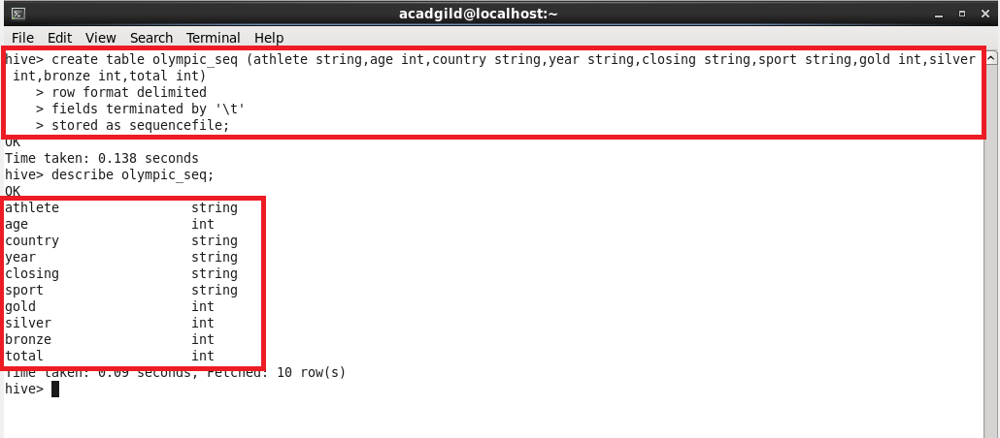 acadgild@localhost:~
File Edit View Search Terminal Help
hive> create table olympic_seq (athlete string,age int,country string,year string,closing string,sport string,gold int,silver
 int,bronze int,total int)
    > row format delimited
    > fields terminated by '\t'
    > stored as sequencefile;
OK
Time taken: 0.138 seconds
hive> describe olympic_seq;
OK
athlete                 string
age                     int
country                 string
year                    string
closing                 string
sport                   string
gold                    int
silver                  int
bronze                  int
total                   int
Time taken: 0.09 seconds, Fetched: 10 row(s)
hive>